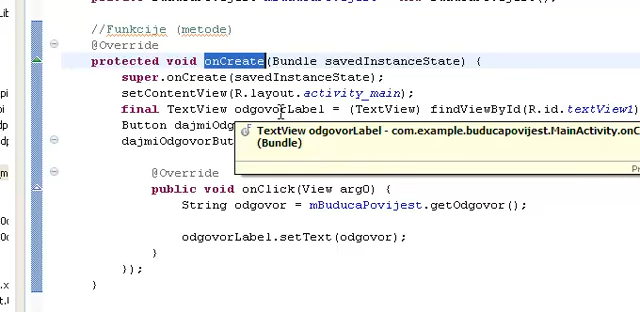 //Funkcije (metode)
@Override
protected void onCreate(Bundle savedInstanceState) {
super.onCreate(savedInstanceState);
setContentView(R.layout.activity_main);
final TextView odgovorLabel = (TextView) findViewById(R.id.textView1)
Button dajmiOdg
dajmiOdgovorBut
TextView odgovorLabel - com.example.buducapovijest.MainActivity.onC
(Bundle)
@Override
public void onClick(View arg0) {
String odgovor = mBuducaPovijest.getOdgovor();
odgovorLabel.setText(odgovor);
}
});
}